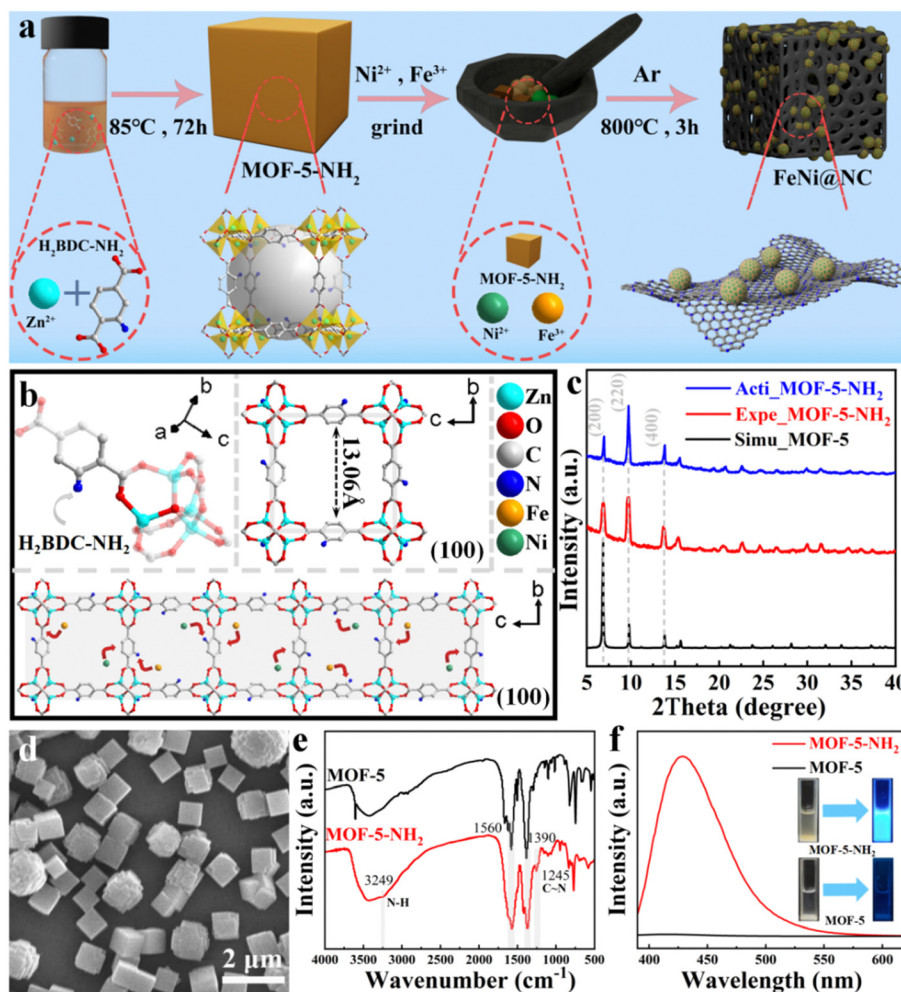 a
85℃ , 72h
MOF-5-NH₂
Ni²⁺ , Fe³⁺
grind
Ar
800℃ , 3h
FeNi@NC
H₂BDC-NH₂
Zn²⁺
MOF-5-NH₂
Ni²⁺
Fe³⁺
b
b
a
c
H₂BDC-NH₂
b
c
13.06Å
(100)
Zn
O
C
N
Fe
Ni
b
c
(100)
c
(200)
(220)
(400)
Acti_MOF-5-NH₂
Expe_MOF-5-NH₂
Simu_MOF-5
Intensity (a.u.)
5 10 15 20 25 30 35 40
2Theta (degree)
d
2 μm
e
MOF-5
MOF-5-NH₂
1560
1390
3249
N-H
1245
C~N
Intensity (a.u.)
4000 3500 3000 2500 2000 1500 1000 500
Wavenumber (cm⁻¹)
f
MOF-5-NH₂
MOF-5
MOF-5-NH₂
MOF-5
Intensity (a.u.)
400 450 500 550 600
Wavelength (nm)